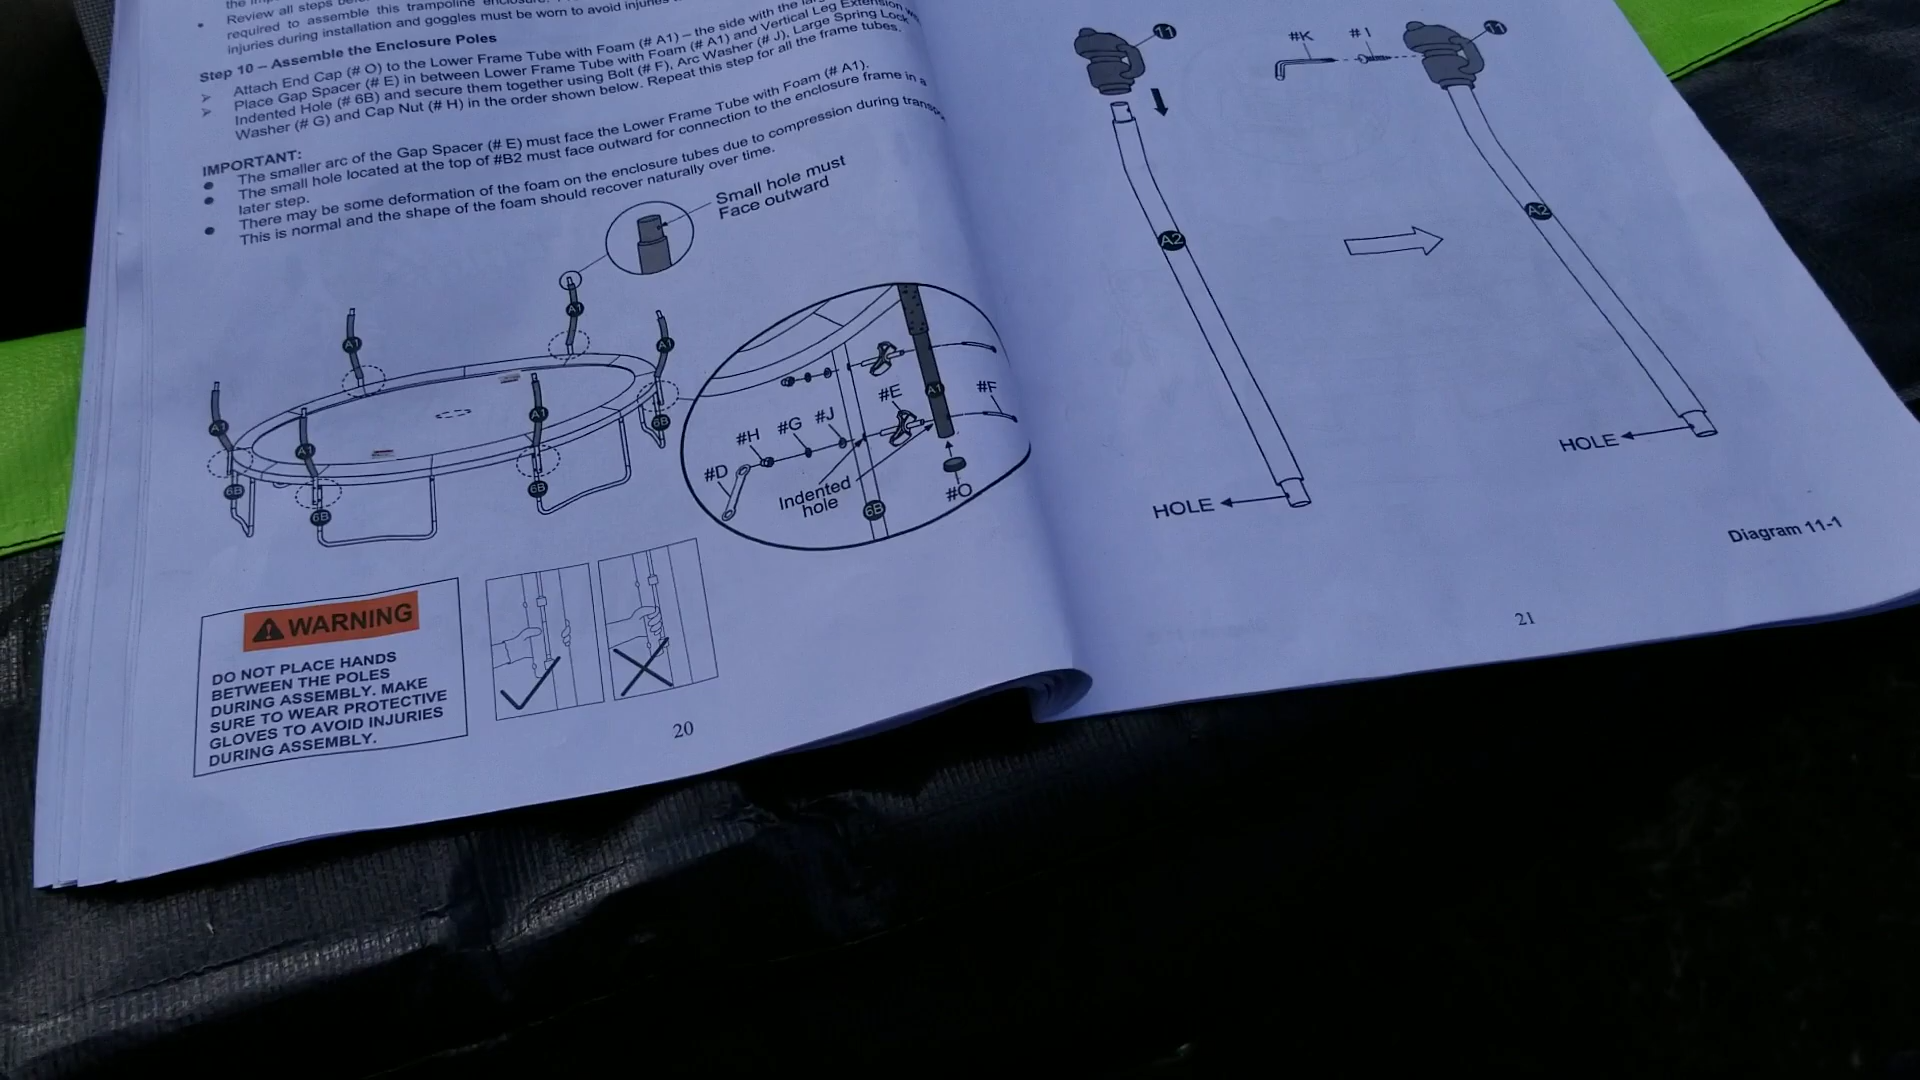 the
Review all steps
required to assemble this trampoline
injuries during installation and goggles must be worn to avoid
Step 10 – Assemble the Enclosure Poles
Attach End Cap (# O) to the Lower Frame Tube with Foam (# A1) – the side with the
Place Gap Spacer (# E) in between Lower Frame Tube with Foam (# A1) and Vertical Leg Extension
Indented Hole (# 6B) and secure them together using Bolt (# F), Arc Washer (# J), Large Spring Lock
Washer (# G) and Cap Nut (# H) in the order shown below. Repeat this step for all the frame tubes.
IMPORTANT:
The smaller arc of the Gap Spacer (# E) must face the Lower Frame Tube with Foam (# A1).
The small hole located at the top of #B2 must face outward for connection to the enclosure frame in a
later step.
There may be some deformation of the foam on the enclosure tubes due to compression during
This is normal and the shape of the foam should recover naturally over time.
Small hole must
Face outward
A1
A1
A1
A1
A1
A1
6B
6B
6B
6B
#H
#G
#J
#E
A1
#F
#D
Indented
hole
6B
#O
WARNING
DO NOT PLACE HANDS
BETWEEN THE POLES
DURING ASSEMBLY. MAKE
SURE TO WEAR PROTECTIVE
GLOVES TO AVOID INJURIES
DURING ASSEMBLY.
20
11
#K
# I
11
A2
A2
HOLE
HOLE
Diagram 11-1
21